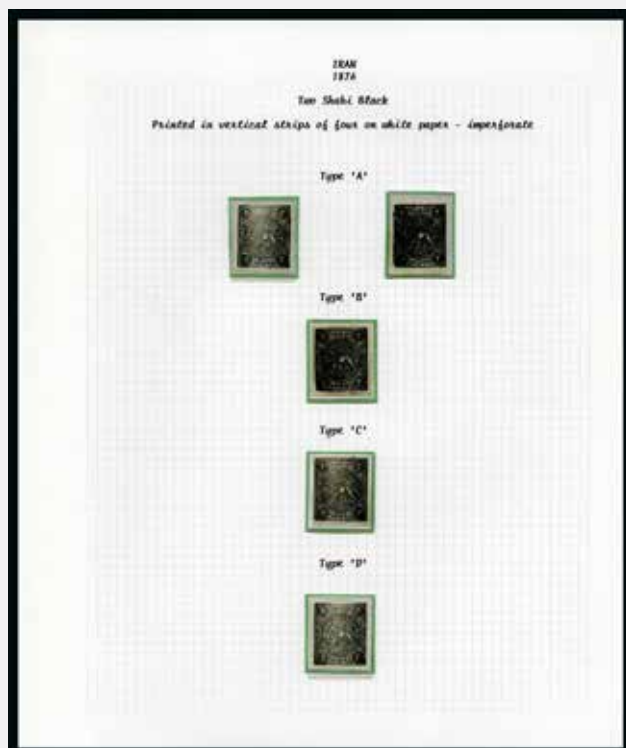 IRAN
1876
Two Shahi Black
Printed in vertical strips of four on white paper - imperforate
Type "A"
Type "B"
Type "C"
Type "D"